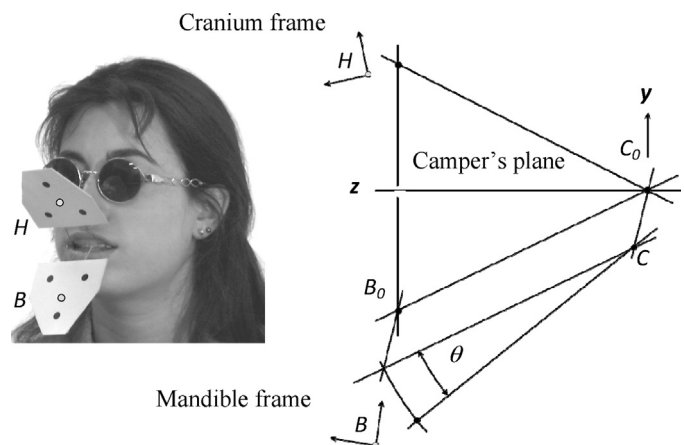 Cranium frame
H
y
C0
Camper's plane
z
H
B
B0
C
θ
Mandible frame
B